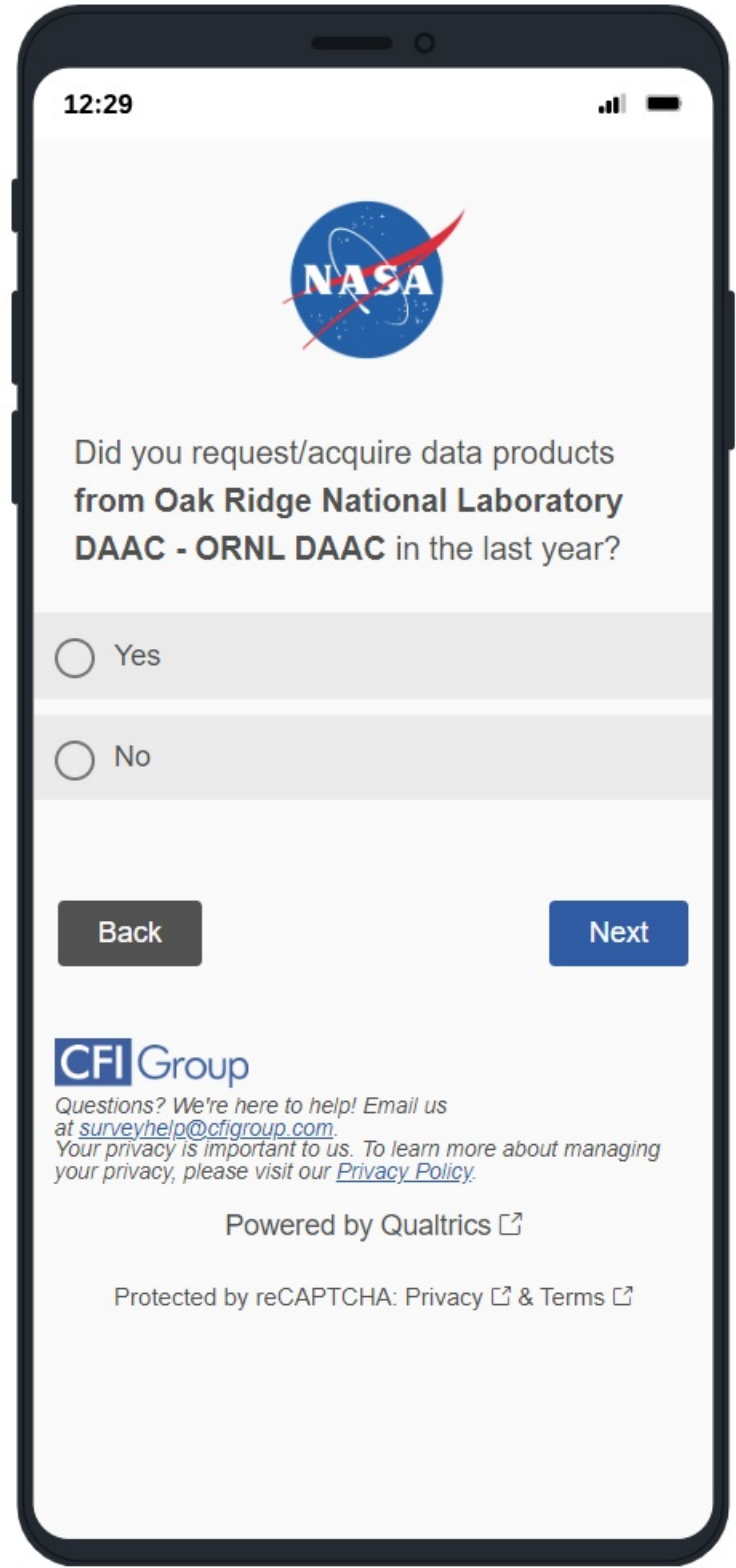 12:29
NASA
Did you request/acquire data products
from Oak Ridge National Laboratory
DAAC - ORNL DAAC in the last year?
Yes
No
Back
Next
CFI Group
Questions? We're here to help! Email us
at surveyhelp@cfigroup.com.
Your privacy is important to us. To learn more about managing
your privacy, please visit our Privacy Policy.
Powered by Qualtrics
Protected by reCAPTCHA: Privacy & Terms